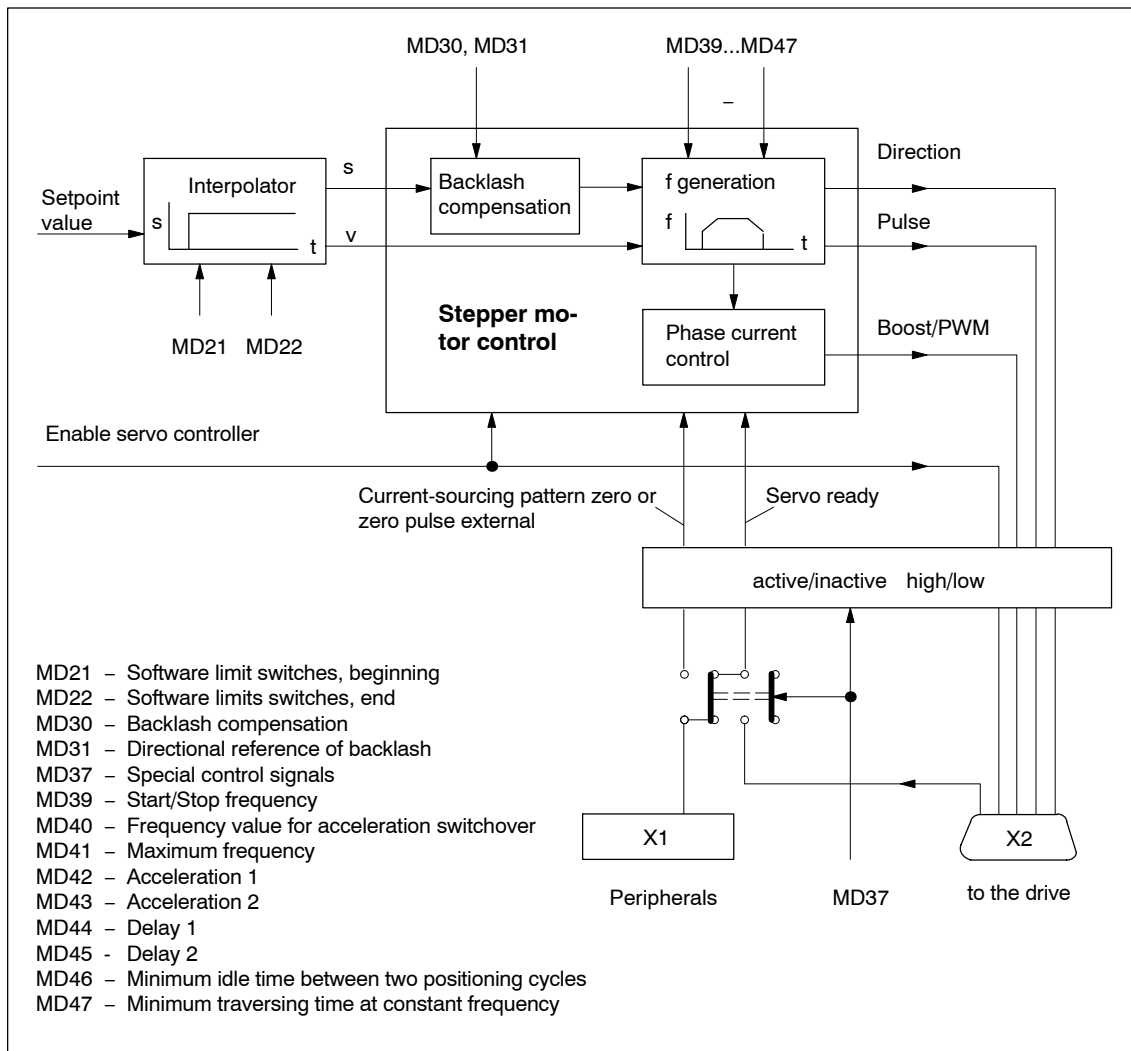 MD30, MD31
MD39...MD47
–
Direction
s
Interpolator
Backlash
compensation
f generation
Setpoint
value
s
t
v
f
t
Pulse
Stepper mo-
tor control
Phase current
control
Boost/PWM
MD21
MD22
Enable servo controller
Current-sourcing pattern zero or
zero pulse external
Servo ready
active/inactive high/low
MD21 – Software limit switches, beginning
MD22 – Software limits switches, end
MD30 – Backlash compensation
MD31 – Directional reference of backlash
MD37 – Special control signals
MD39 – Start/Stop frequency
MD40 – Frequency value for acceleration switchover
MD41 – Maximum frequency
MD42 – Acceleration 1
MD43 – Acceleration 2
MD44 – Delay 1
MD45 - Delay 2
MD46 – Minimum idle time between two positioning cycles
MD47 – Minimum traversing time at constant frequency
X1
X2
Peripherals
MD37
to the drive